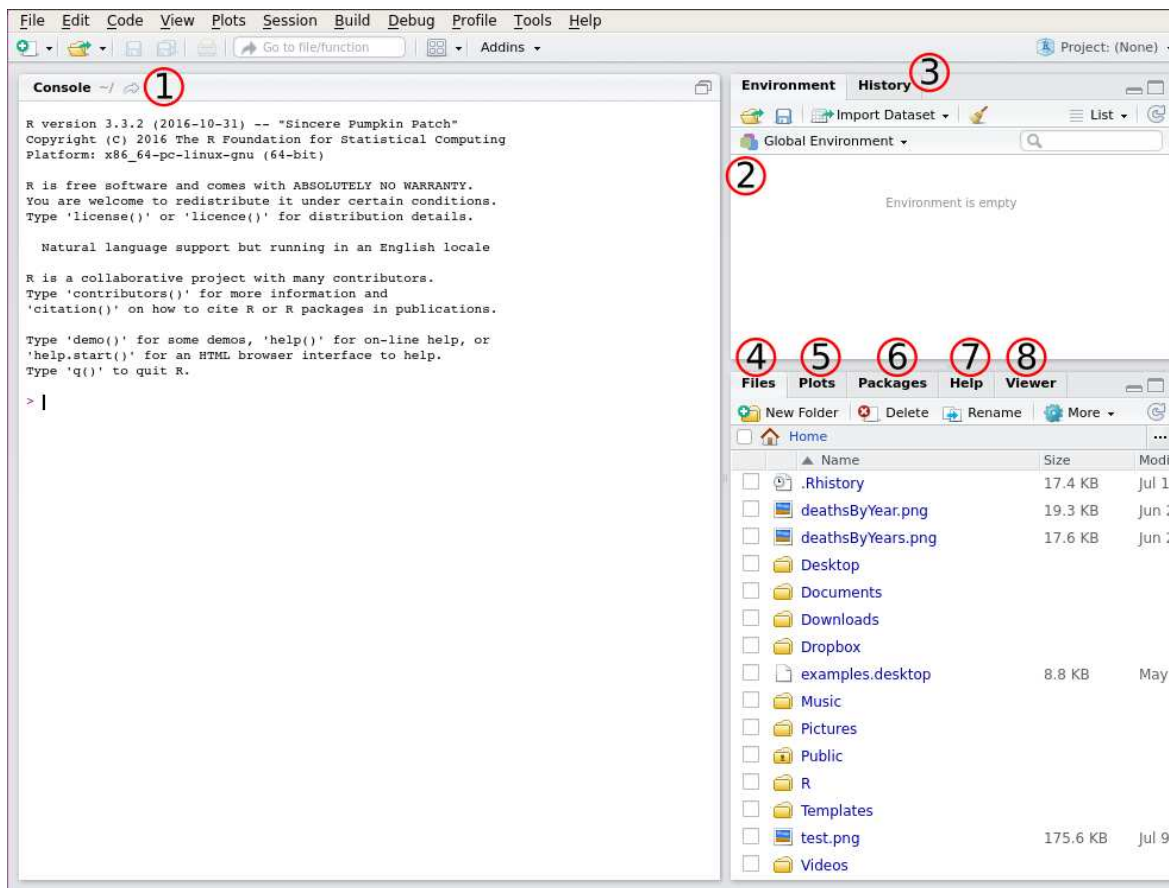 File Edit Code View Plots Session Build Debug Profile Tools Help
Go to file/function Addins Project: (None)
Console ~/ 1
R version 3.3.2 (2016-10-31) -- "Sincere Pumpkin Patch"
Copyright (C) 2016 The R Foundation for Statistical Computing
Platform: x86_64-pc-linux-gnu (64-bit)
R is free software and comes with ABSOLUTELY NO WARRANTY.
You are welcome to redistribute it under certain conditions.
Type 'license()' or 'licence()' for distribution details.
Natural language support but running in an English locale
R is a collaborative project with many contributors.
Type 'contributors()' for more information and
'citation()' on how to cite R or R packages in publications.
Type 'demo()' for some demos, 'help()' for on-line help, or
'help.start()' for an HTML browser interface to help.
Type 'q()' to quit R.
>
Environment History 3
Import Dataset List
Global Environment
2
Environment is empty
4 5 6 7 8
Files Plots Packages Help Viewer
New Folder Delete Rename More
Home ...
Name Size Modi
.Rhistory 17.4 KB Jul 1
deathsByYear.png 19.3 KB Jun 2
deathsByYears.png 17.6 KB Jun 2
Desktop
Documents
Downloads
Dropbox
examples.desktop 8.8 KB May
Music
Pictures
Public
R
Templates
test.png 175.6 KB Jul 9
Videos